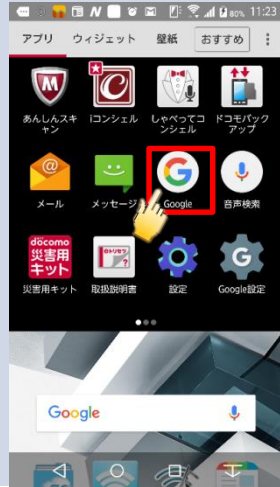 80% 11:23
アプリ ウィジェット 壁紙 おすすめ
あんしんスキャン
iコンシェル
しゃべってコンシェル
ドコモバックアップ
メール
メッセージ
Google
音声検索
döcomo
災害用
キット
災害用キット
取扱説明書
設定
Google設定
Google